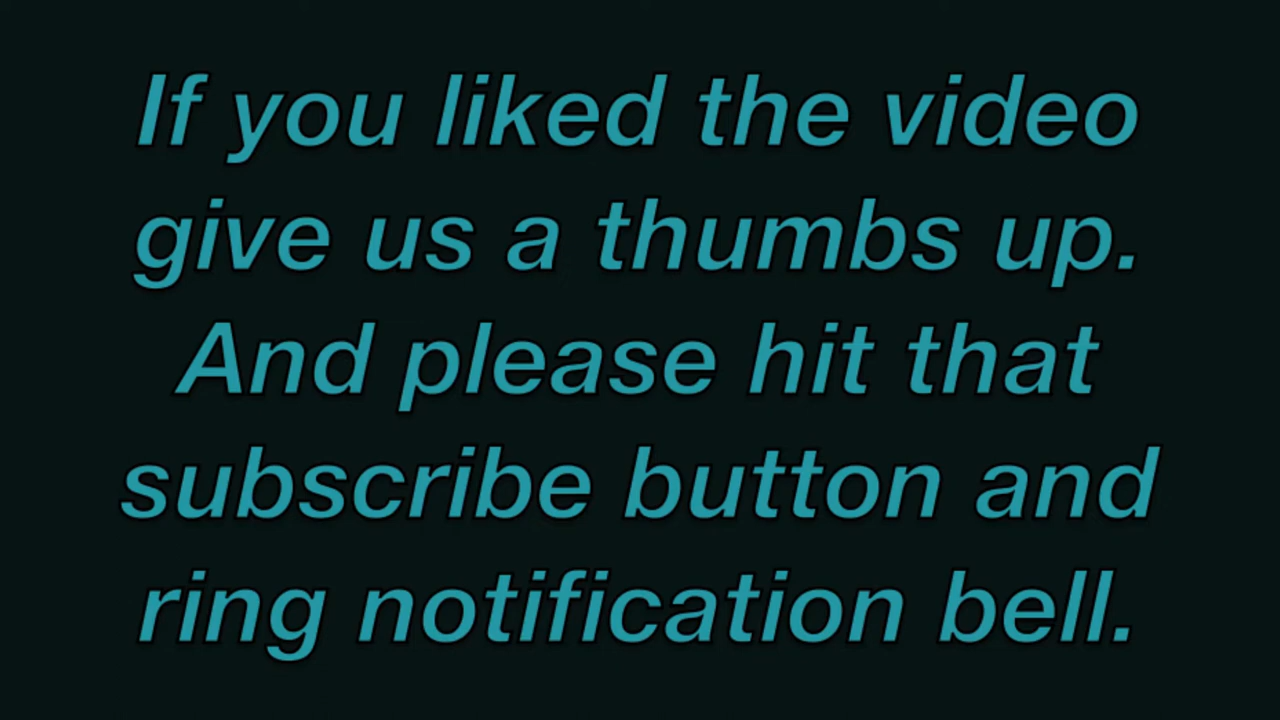 If you liked the video
give us a thumbs up.
And please hit that
subscribe button and
ring notification bell.